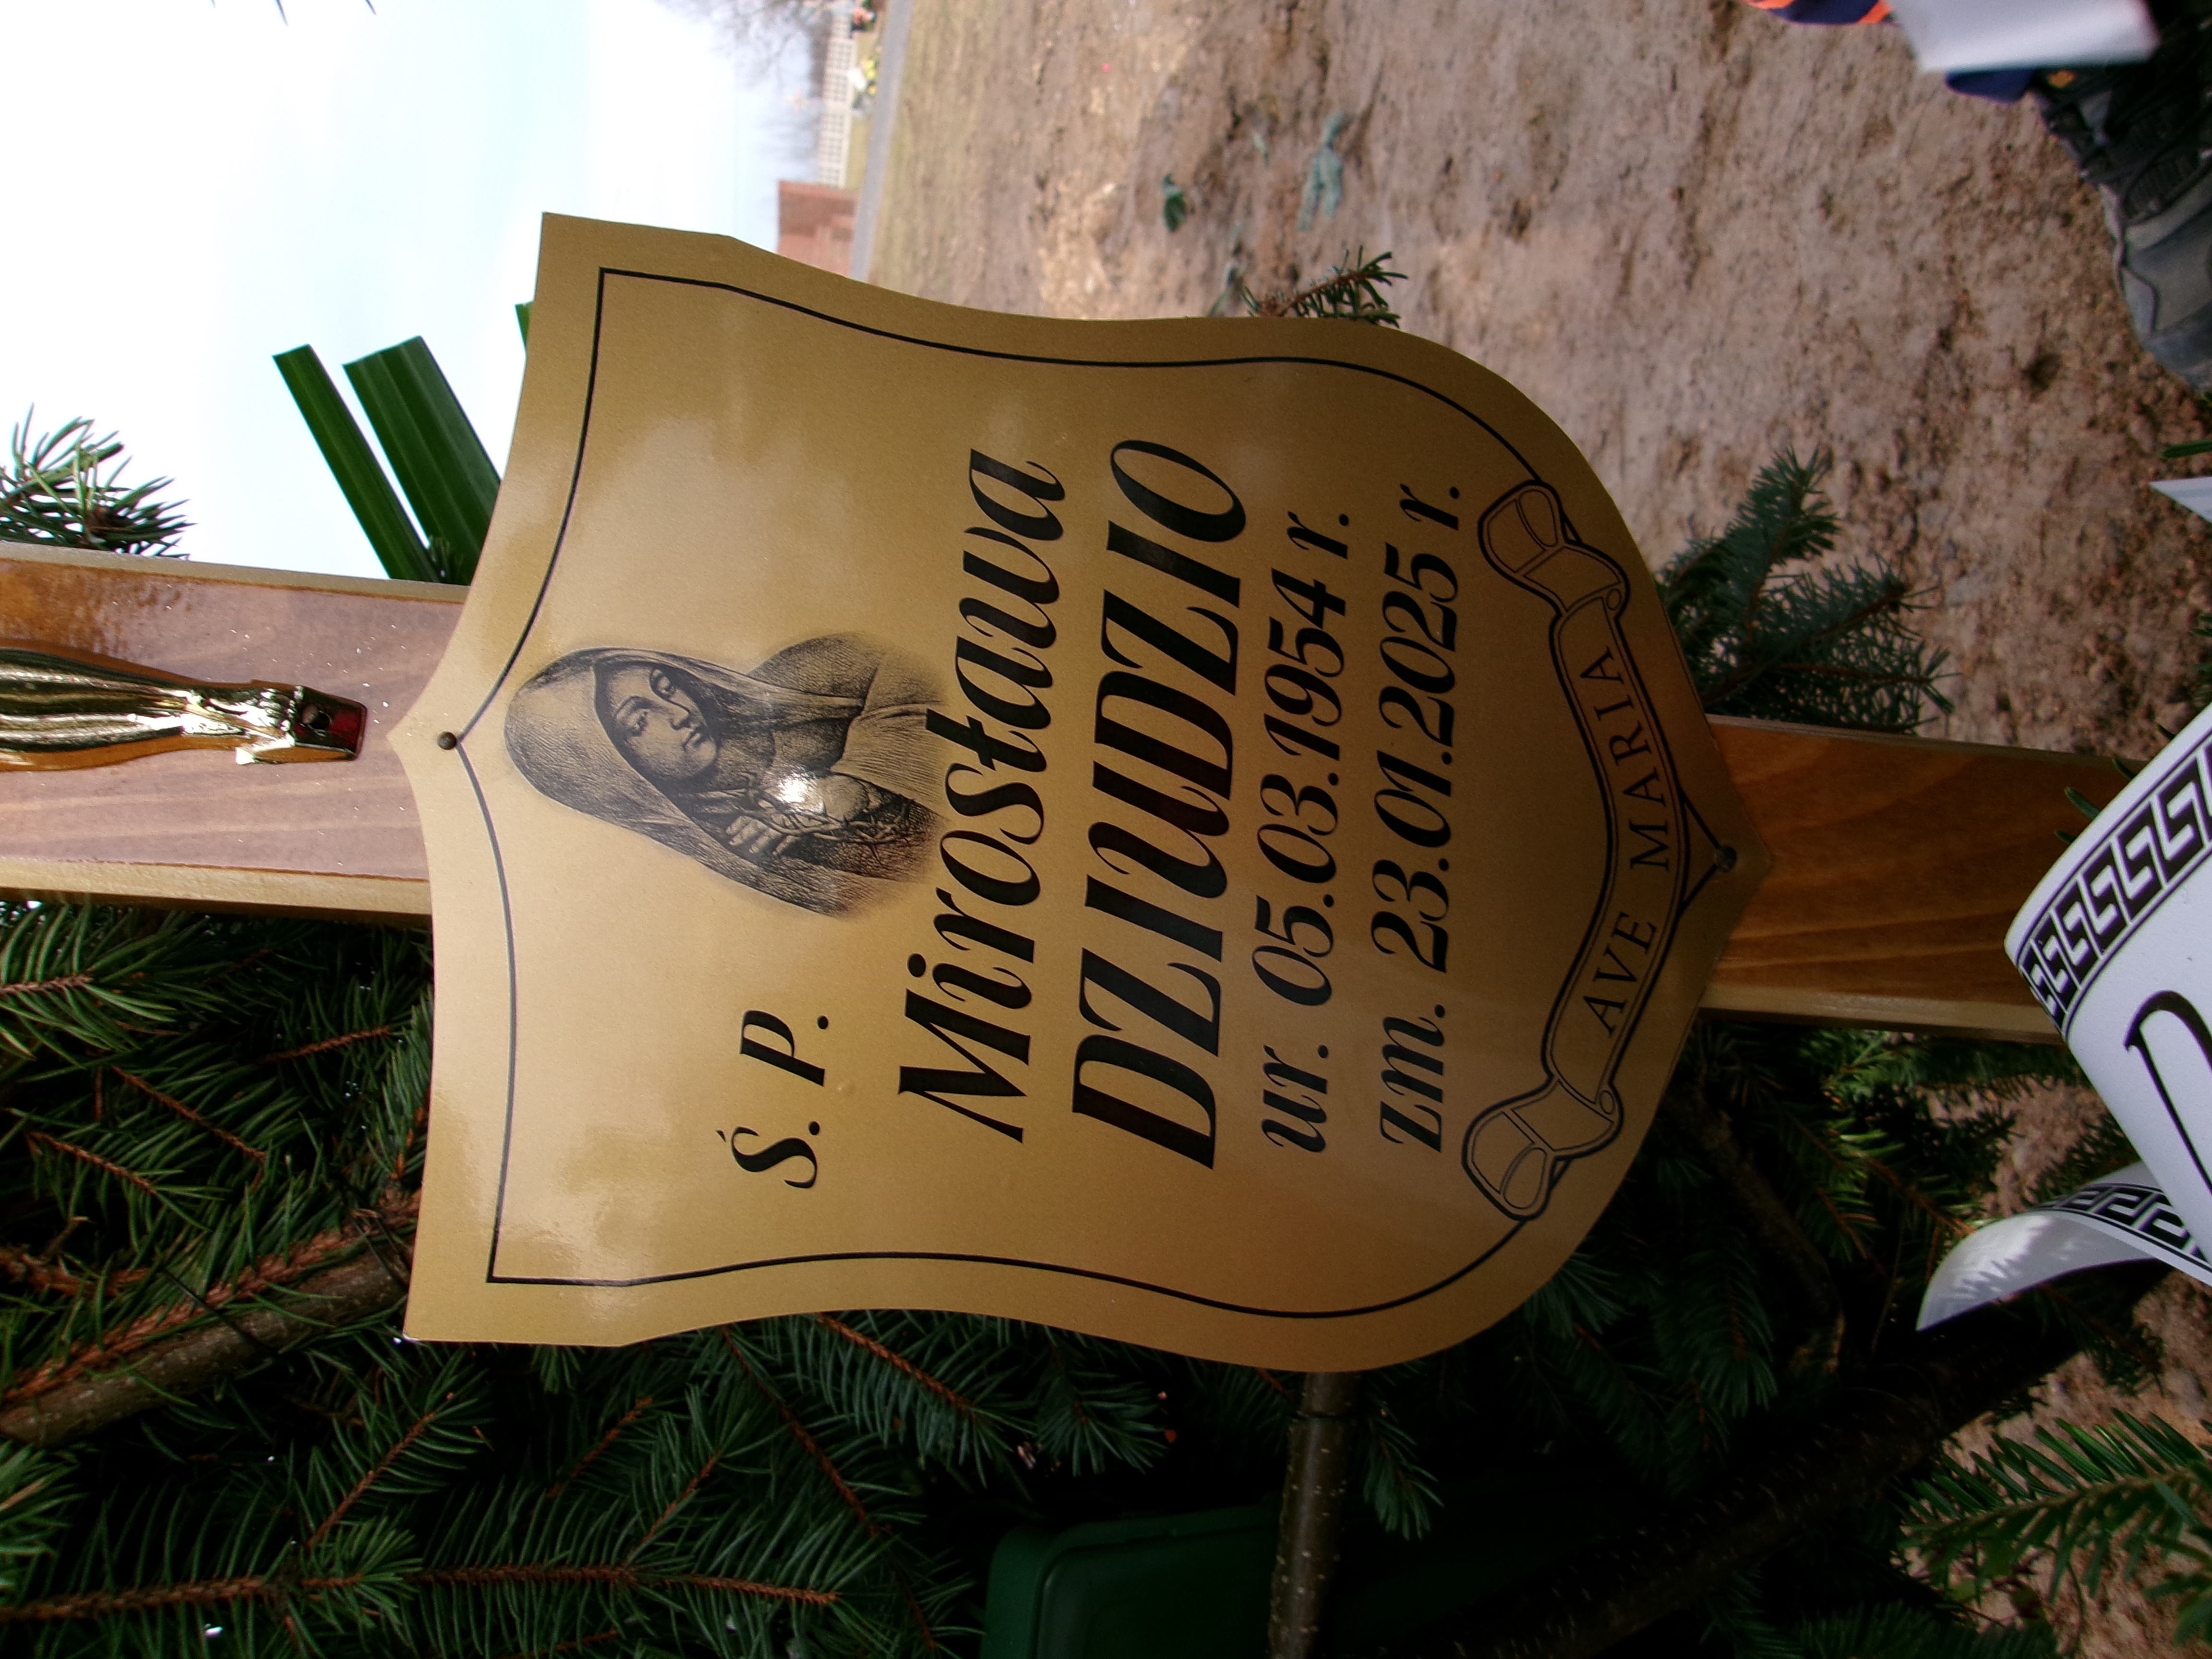 Ś. P.
Mirosława
DZIUDZIO
ur. 05.03.1954 r.
zm. 23.01.2025 r.
AVE MARIA